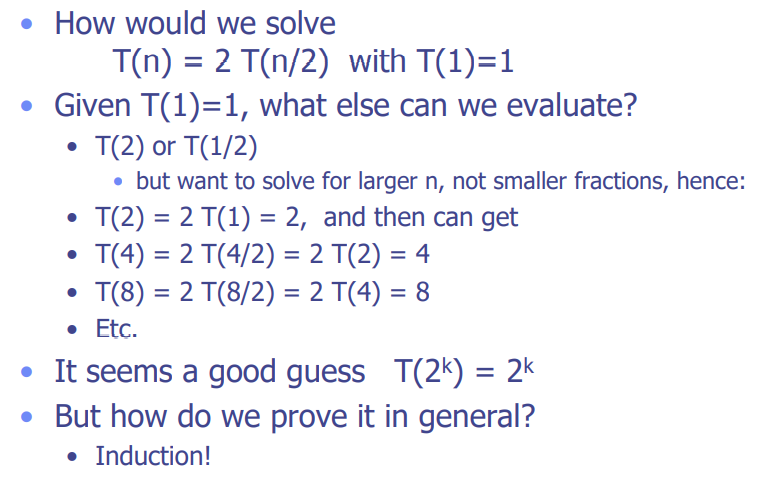 • How would we solve
T(n) = 2 T(n/2) with T(1)=1
• Given T(1)=1, what else can we evaluate?
• T(2) or T(1/2)
• but want to solve for larger n, not smaller fractions, hence:
• T(2) = 2 T(1) = 2, and then can get
• T(4) = 2 T(4/2) = 2 T(2) = 4
• T(8) = 2 T(8/2) = 2 T(4) = 8
• Etc.
• It seems a good guess T(2ᵏ) = 2ᵏ
• But how do we prove it in general?
• Induction!